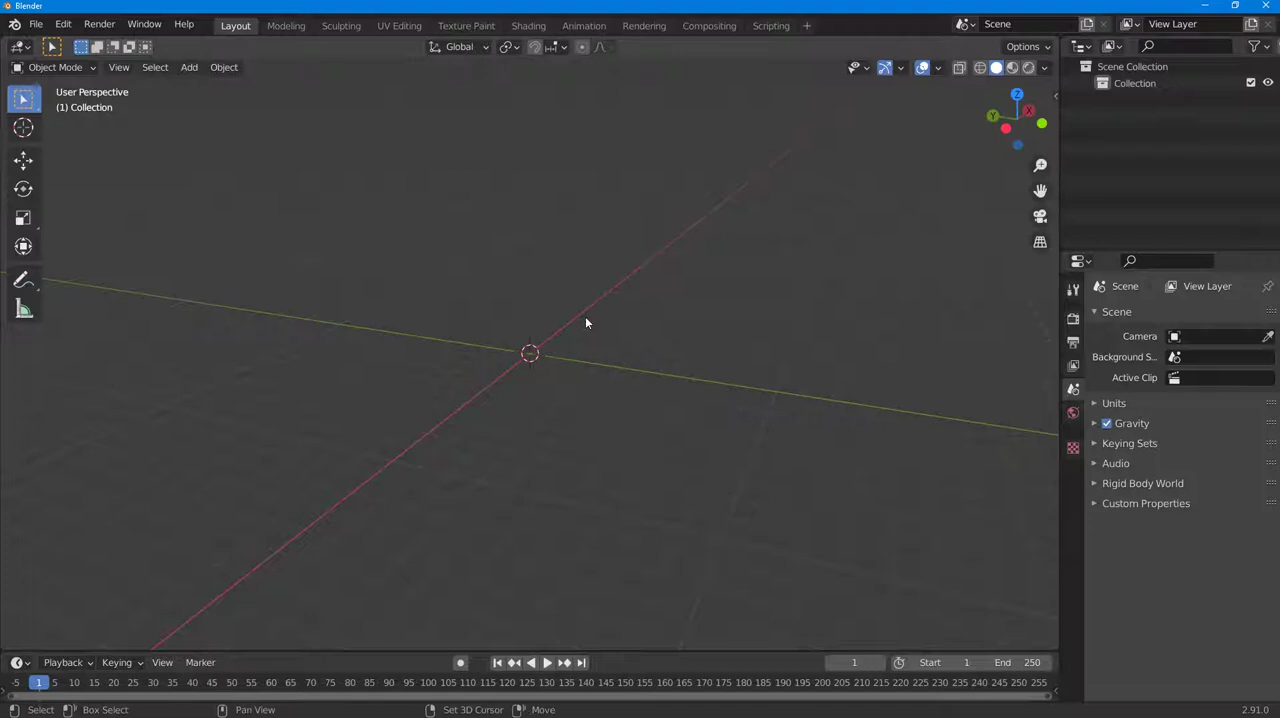 Blender
File Edit Render Window Help Layout Modeling Sculpting UV Editing Texture Paint Shading Animation Rendering Compositing Scripting + Scene View Layer
Global Options
Object Mode View Select Add Object
User Perspective
(1) Collection
Z
Y
X
Scene Collection
Collection
Scene View Layer
Scene
Camera
Background S...
Active Clip
Units
Gravity
Keying Sets
Audio
Rigid Body World
Custom Properties
Playback Keying View Marker 1 Start 1 End 250
-5 1 5 10 15 20 25 30 35 40 45 50 55 60 65 70 75 80 85 90 95 100 105 110 115 120 125 130 135 140 145 150 155 160 165 170 175 180 185 190 195 200 205 210 215 220 225 230 235 240 245 250 255
Select Box Select Pan View Set 3D Cursor Move 2.91.0